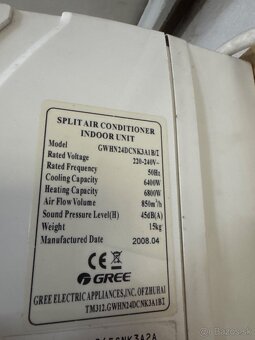 SPLIT AIR CONDITIONER
INDOOR UNIT
Model GWHN24DCNK3A1B/I
Rated Voltage 220-240V~
Rated Frequency 50Hz
Cooling Capacity 6400W
Heating Capacity 6800W
Air Flow Volume 850m³/h
Sound Pressure Level(H) 45dB(A)
Weight 15kg
Manufactured Date 2008.04
CE GREE
GREE ELECTRIC APPLIANCES,INC. OF ZHUHAI
TM312.GWHN24DCNK3A1BZ